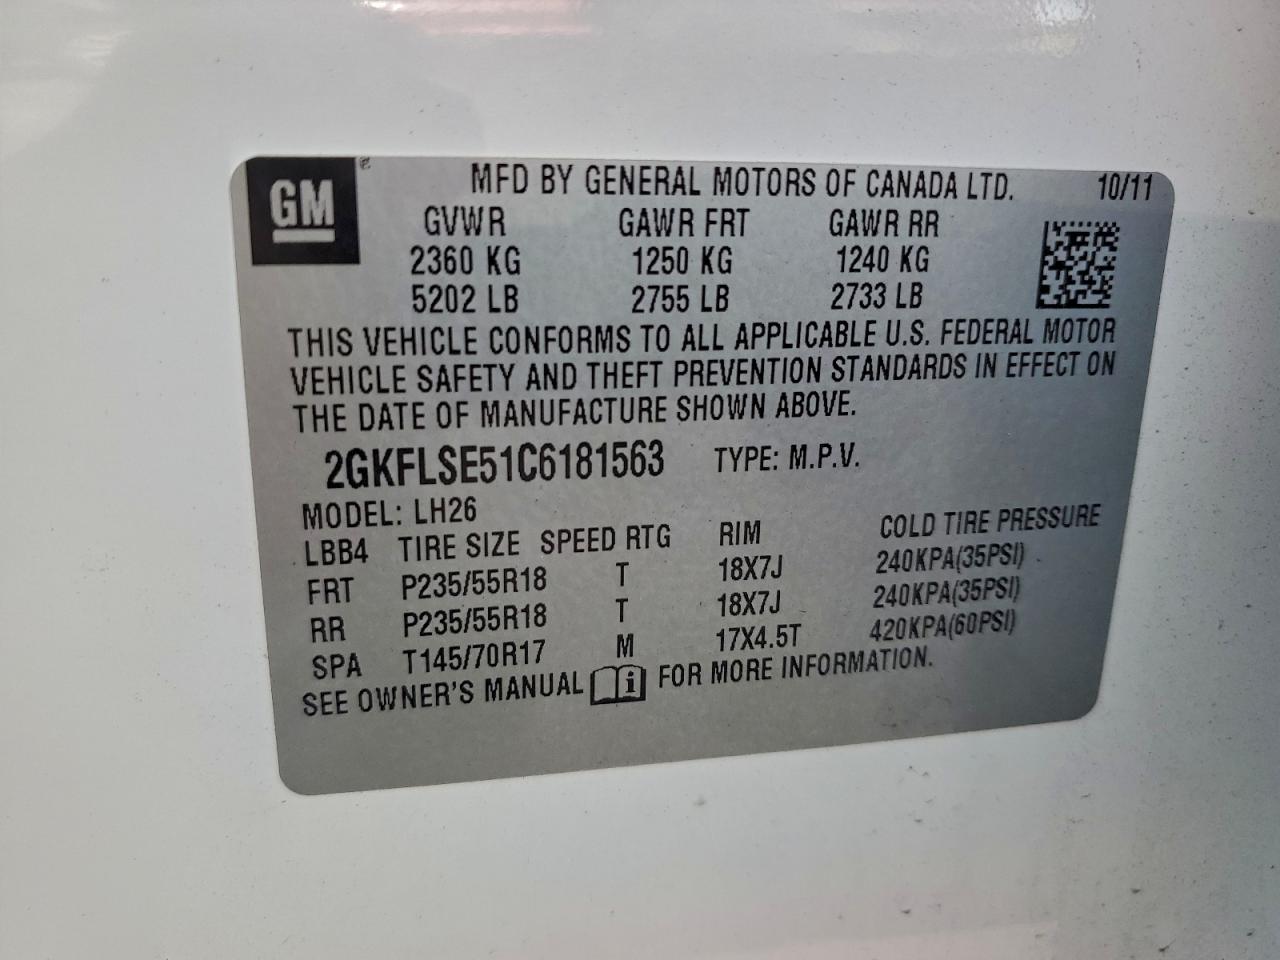 GM
MFD BY GENERAL MOTORS OF CANADA LTD. 10/11
GVWR GAWR FRT GAWR RR
2360 KG 1250 KG 1240 KG
5202 LB 2755 LB 2733 LB
THIS VEHICLE CONFORMS TO ALL APPLICABLE U.S. FEDERAL MOTOR
VEHICLE SAFETY AND THEFT PREVENTION STANDARDS IN EFFECT ON
THE DATE OF MANUFACTURE SHOWN ABOVE.
2GKFLSE51C6181563 TYPE: M.P.V.
MODEL: LH26
LBB4 TIRE SIZE SPEED RTG RIM COLD TIRE PRESSURE
FRT P235/55R18 T 18X7J 240KPA(35PSI)
RR P235/55R18 T 18X7J 240KPA(35PSI)
SPA T145/70R17 M 17X4.5T 420KPA(60PSI)
SEE OWNER'S MANUAL i FOR MORE INFORMATION.